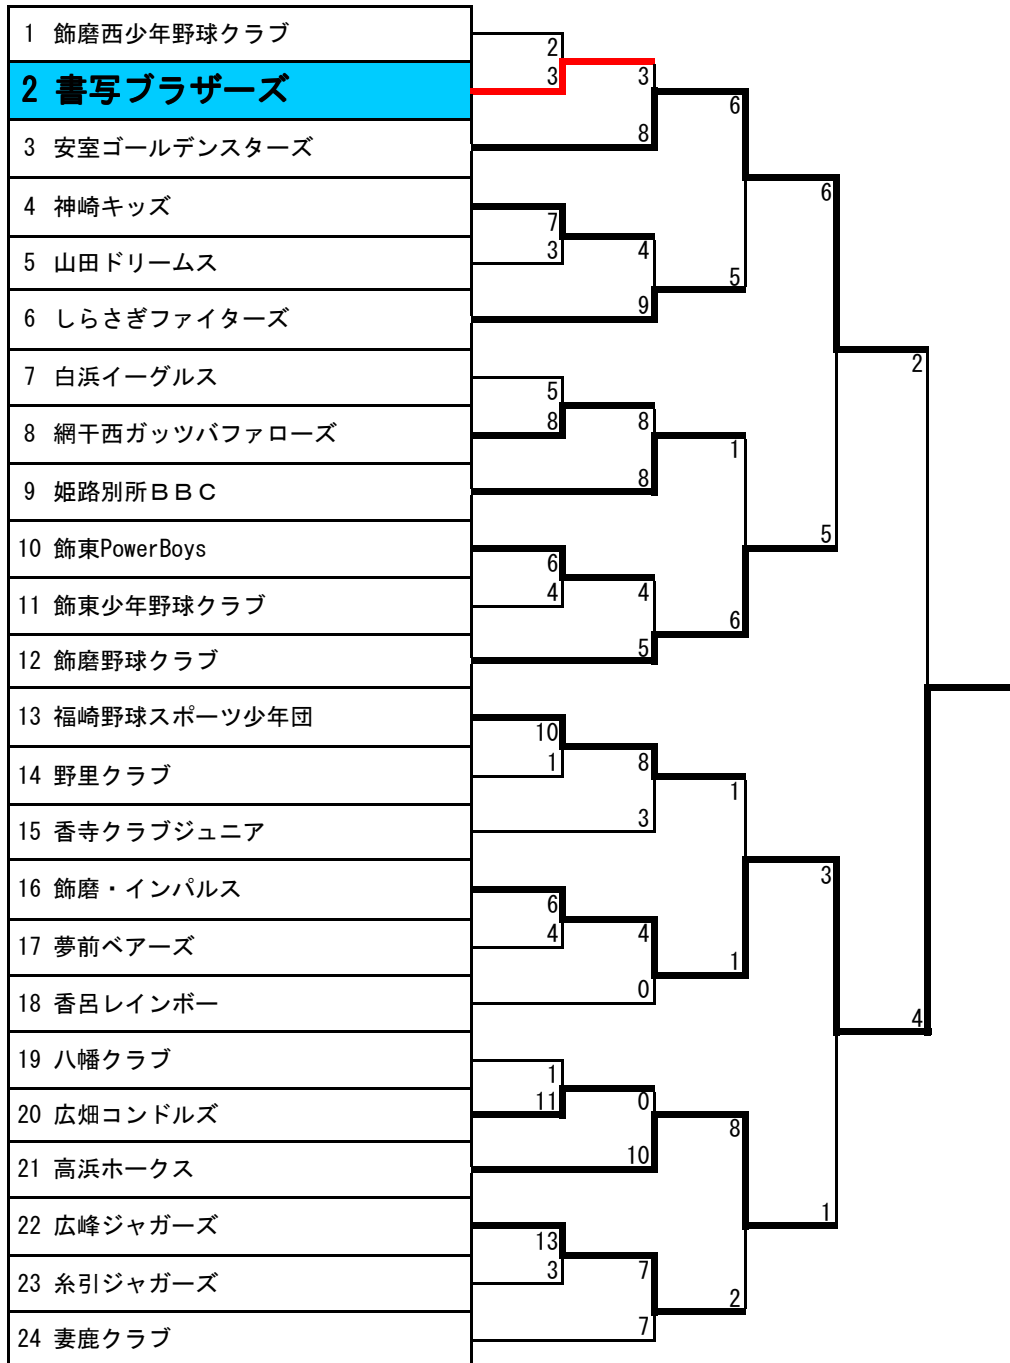 1 飾磨西少年野球クラブ
2 書写ブラザーズ
3 安室ゴールデンスターズ
4 神崎キッズ
5 山田ドリームス
6 しらさぎファイターズ
7 白浜イーグルス
8 網干西ガッツバファローズ
9 姫路別所ＢＢＣ
10 飾東PowerBoys
11 飾東少年野球クラブ
12 飾磨野球クラブ
13 福崎野球スポーツ少年団
14 野里クラブ
15 香寺クラブジュニア
16 飾磨・インパルス
17 夢前ベアーズ
18 香呂レインボー
19 八幡クラブ
20 広畑コンドルズ
21 高浜ホークス
22 広峰ジャガーズ
23 糸引ジャガーズ
24 妻鹿クラブ
2
3
7
3
5
8
6
4
10
1
6
4
1
11
13
3
3
8
4
9
8
8
4
5
8
3
4
0
0
10
7
7
6
5
1
6
1
1
8
2
6
5
3
1
2
4